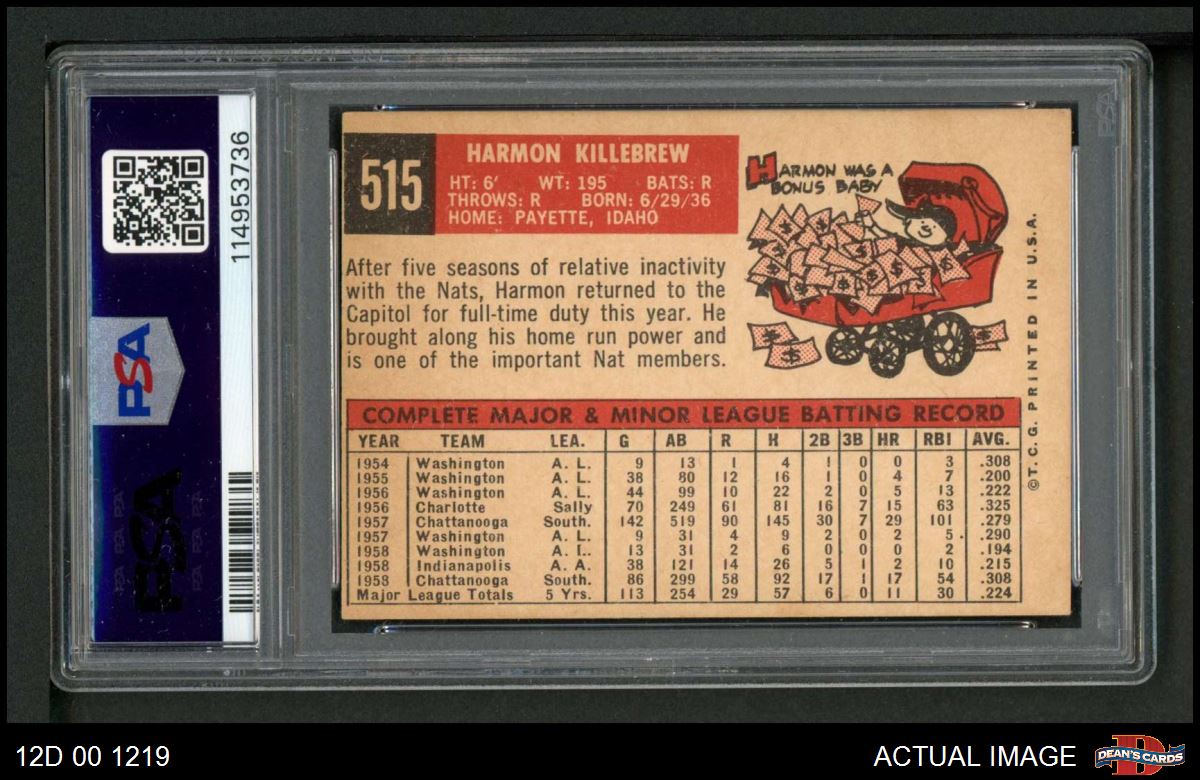 114953736
PSA
PSA
515
HARMON KILLEBREW
HT: 6' WT: 195 BATS: R
THROWS: R BORN: 6/29/36
HOME: PAYETTE, IDAHO
HARMON WAS A
BONUS BABY
After five seasons of relative inactivity
with the Nats, Harmon returned to the
Capitol for full-time duty this year. He
brought along his home run power and
is one of the important Nat members.
©T. C. G. PRINTED IN U.S.A.
COMPLETE MAJOR & MINOR LEAGUE BATTING RECORD
YEAR TEAM LEA. G AB R H 2B 3B HR RBI AVG.
1954 Washington A. L. 9 13 1 4 1 0 0 3 .308
1955 Washington A. L. 38 80 12 16 1 0 4 7 .200
1956 Washington A. L. 44 99 10 22 2 0 5 13 .222
1956 Charlotte Sally 70 249 61 81 16 7 15 63 .325
1957 Chattanooga South. 142 519 90 145 30 7 29 101 .279
1957 Washington A. L. 9 31 4 9 2 0 2 5 .290
1958 Washington A. L. 13 31 2 6 0 0 0 2 .194
1958 Indianapolis A. A. 38 121 14 26 5 1 2 10 .215
1958 Chattanooga South. 86 299 58 92 17 1 17 54 .308
Major League Totals 5 Yrs. 113 254 29 57 6 0 11 30 .224
12D 00 1219
ACTUAL IMAGE
DEAN'S CARDS